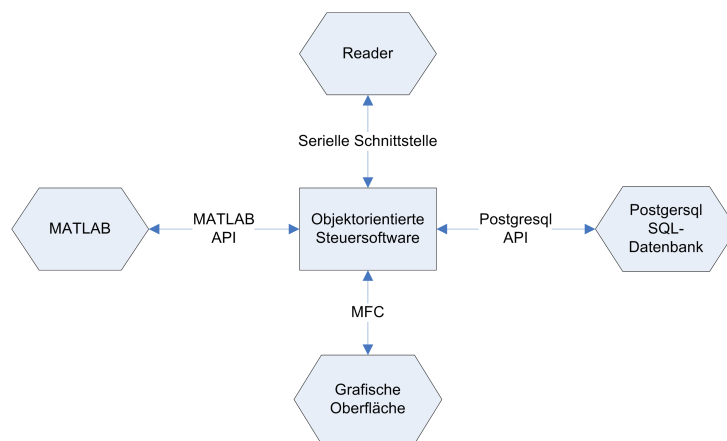 Reader
Serielle Schnittstelle
MATLAB
MATLAB
API
Objektorientierte
Steuersoftware
Postgresql
API
Postgersql
SQL-
Datenbank
MFC
Grafische
Oberfläche